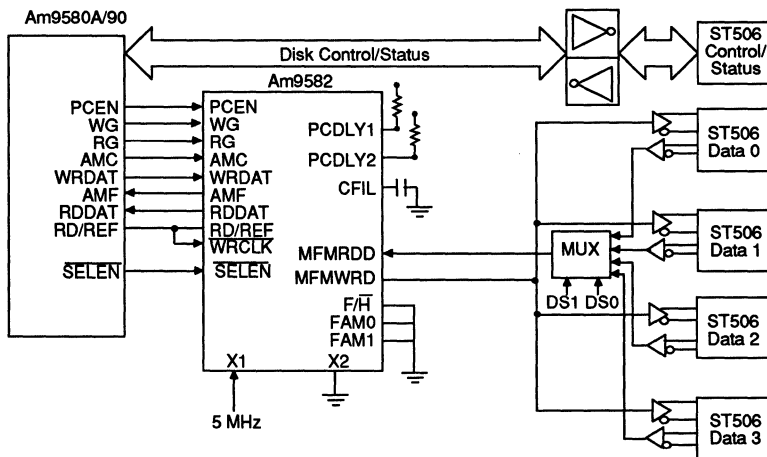 Am9580A/90
Disk Control/Status
ST506
Control/
Status
Am9582
PCEN
WG
RG
AMC
WRDAT
AMF
RDDAT
RD/REF
SELEN
PCEN
WG
RG
AMC
WRDAT
AMF
RDDAT
RD/REF
WRCLK
SELEN
X1
X2
PCDLY1
PCDLY2
CFIL
MFMRDD
MFMWRD
F/H
FAM0
FAM1
5 MHz
MUX
DS1 DS0
ST506
Data 0
ST506
Data 1
ST506
Data 2
ST506
Data 3